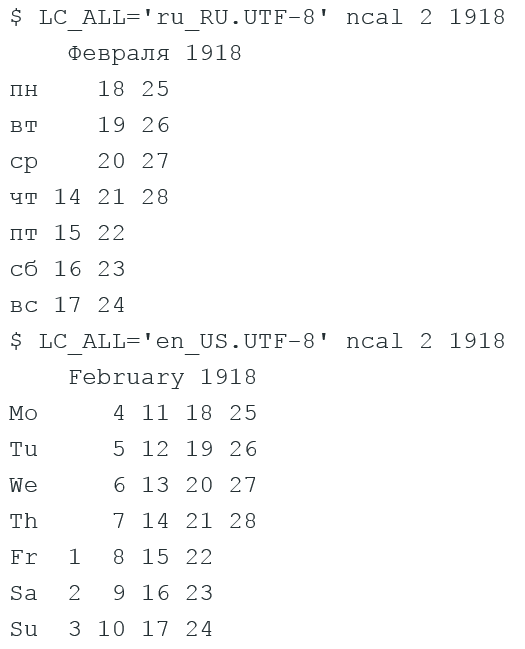 $ LC_ALL='ru_RU.UTF-8' ncal 2 1918
    Февраля 1918
пн    18 25
вт    19 26
ср    20 27
чт 14 21 28
пт 15 22
сб 16 23
вс 17 24
$ LC_ALL='en_US.UTF-8' ncal 2 1918
    February 1918
Mo     4 11 18 25
Tu     5 12 19 26
We     6 13 20 27
Th     7 14 21 28
Fr  1  8 15 22
Sa  2  9 16 23
Su  3 10 17 24